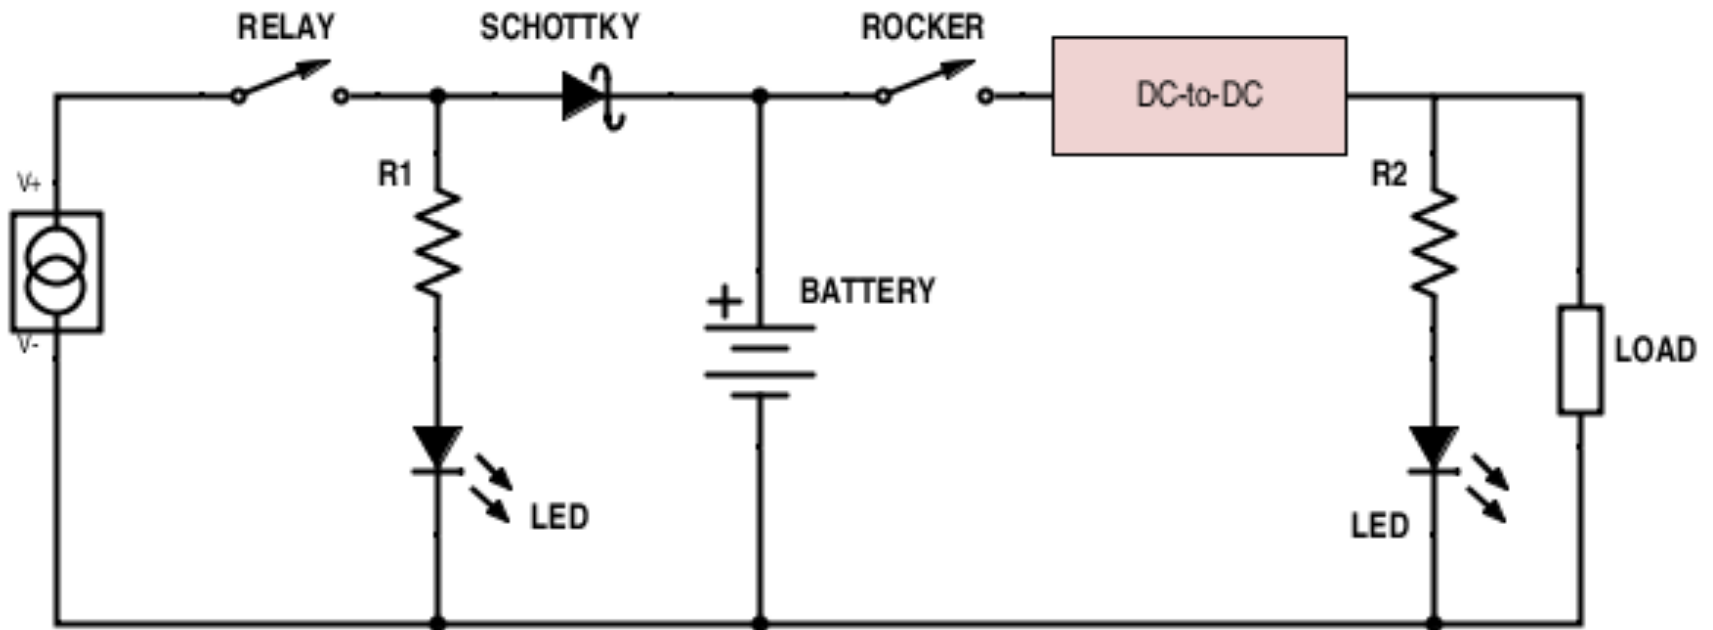 RELAY
SCHOTTKY
ROCKER
DC-to-DC
V+
R1
R2
BATTERY
+
V-
LOAD
LED
LED